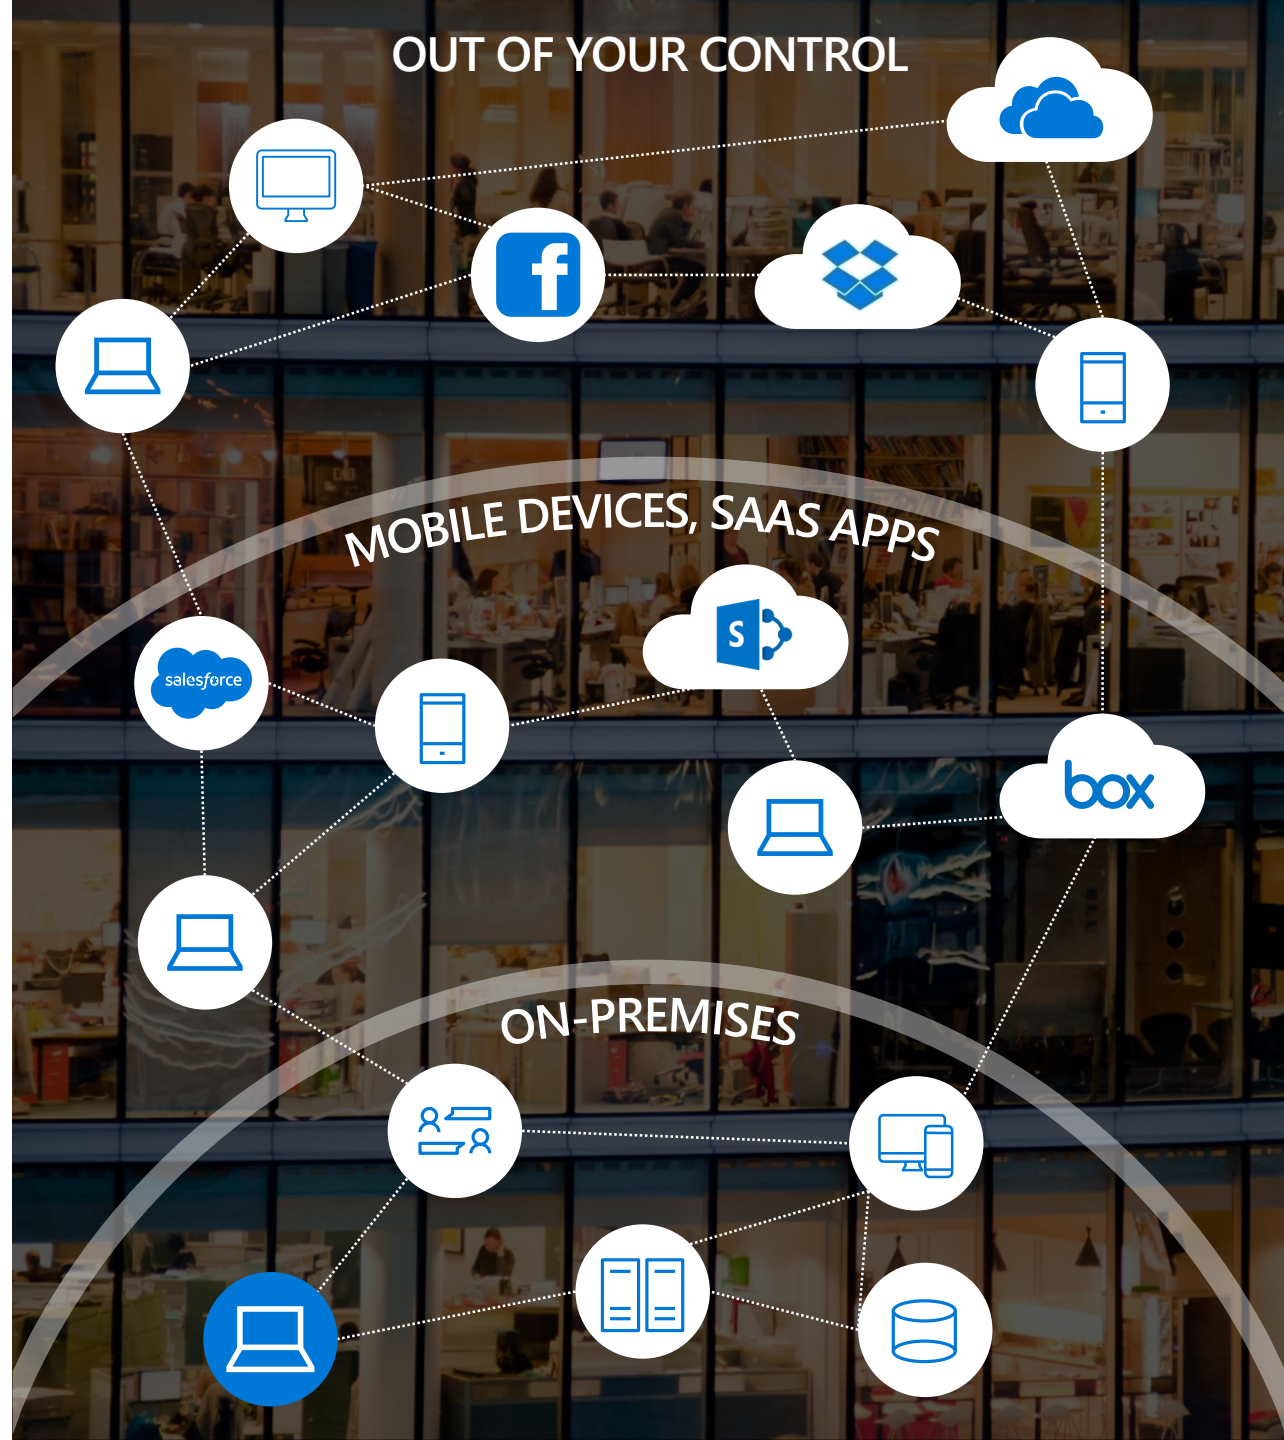 OUT OF YOUR CONTROL
f
MOBILE DEVICES, SAAS APPS
S
salesforce
box
ON-PREMISES